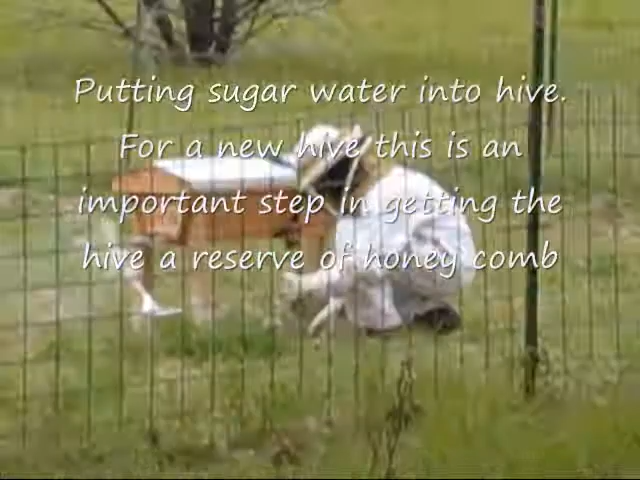 Putting sugar water into hive.
For a new hive this is an
important step in getting the
hive a reserve of honey comb